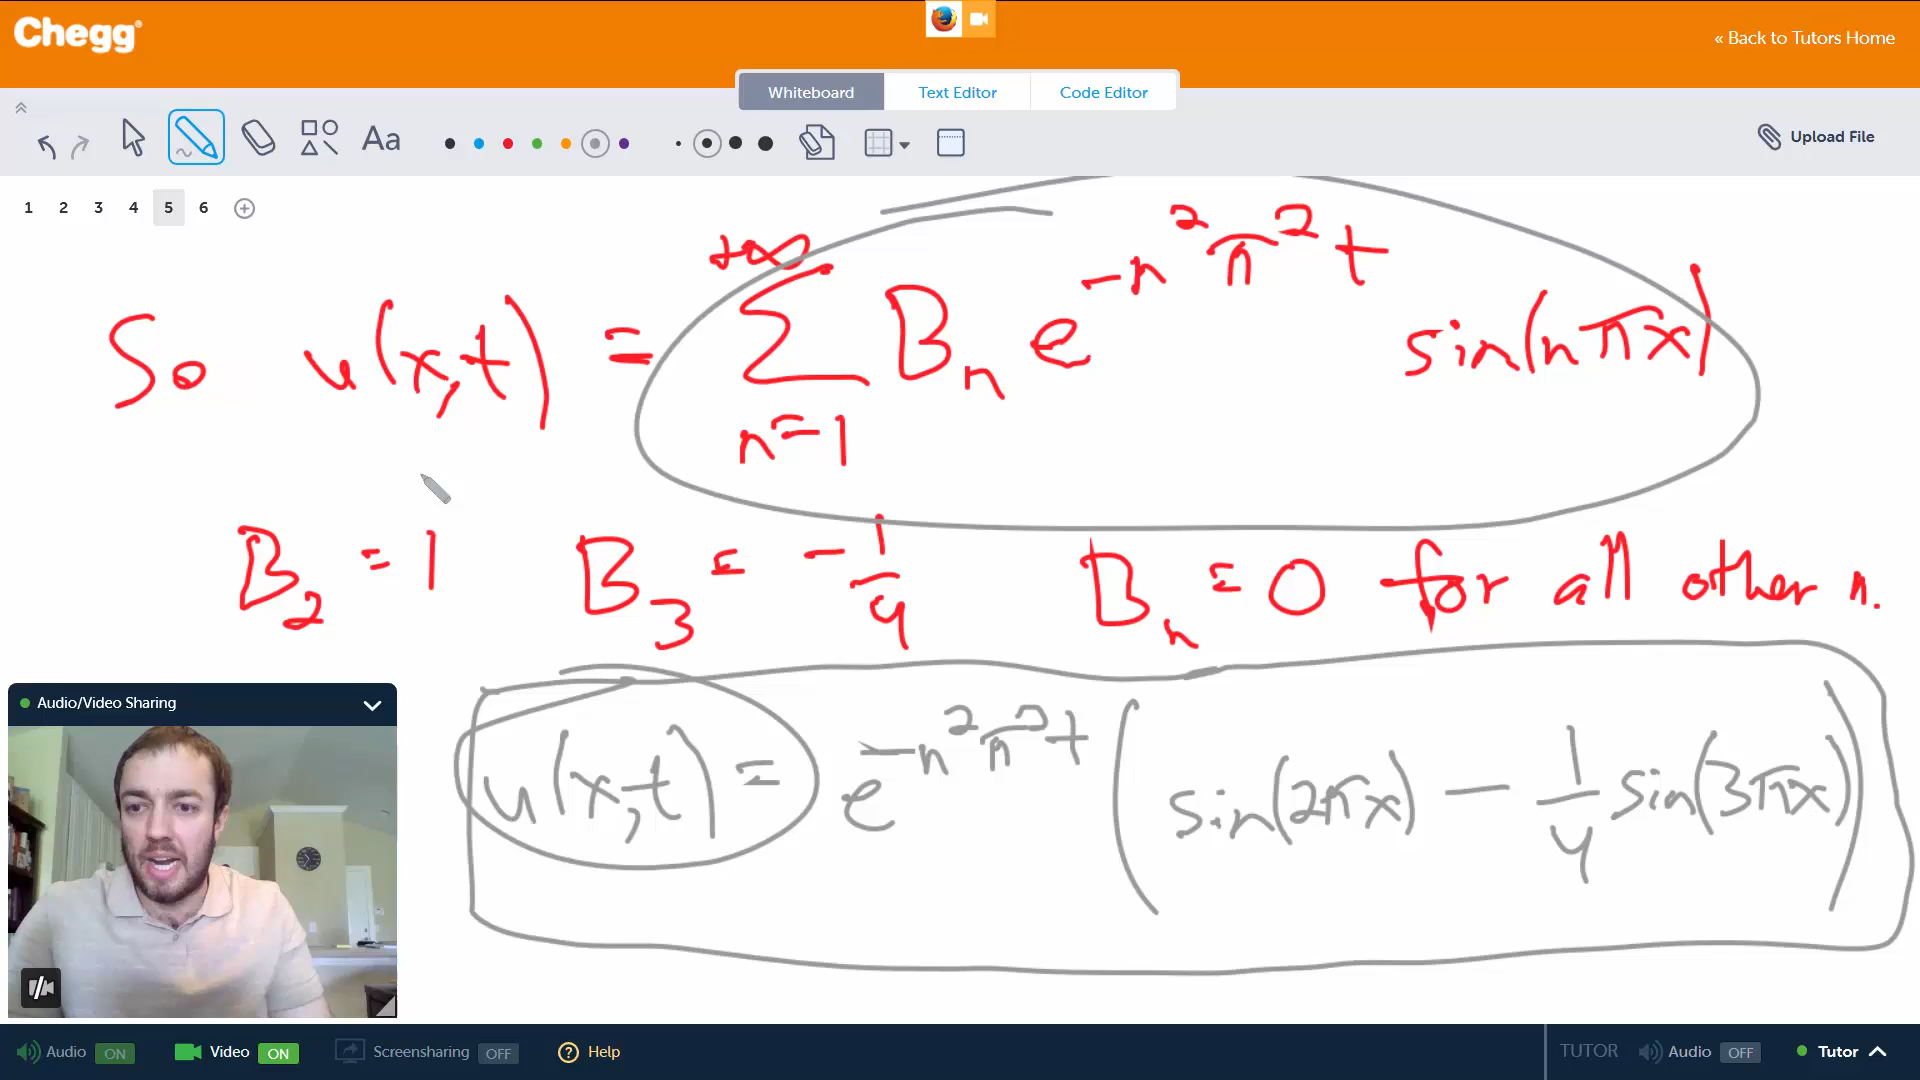 Chegg
« Back to Tutors Home
Whiteboard Text Editor Code Editor
Aa
Upload File
1 2 3 4 5 6
So u(x,t) = +∞ Σ n=1 Bₙ e^(-n²π²t) sin(nπx)
B₂ = 1 B₃ = -1/4 Bₙ = 0 for all other n.
u(x,t) = e^(-n²π²t) (sin(2πx) - 1/4 sin(3πx))
Audio/Video Sharing
Audio ON Video ON Screensharing OFF ? Help TUTOR Audio OFF Tutor